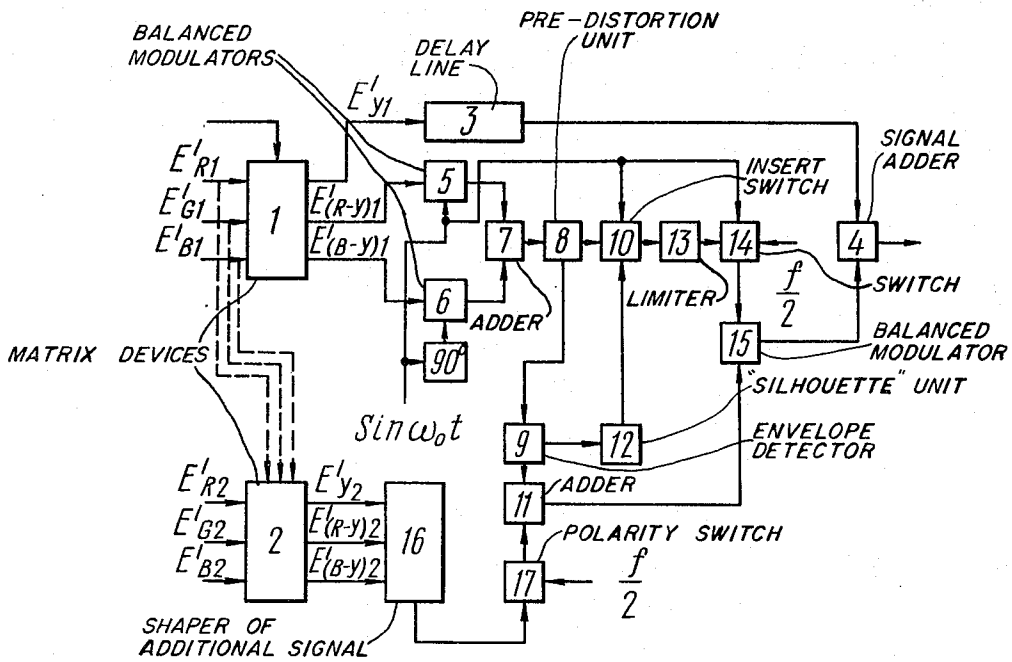 PRE-DISTORTION
UNIT
BALANCED
MODULATORS
DELAY
LINE
E'y1
3
SIGNAL
ADDER
E'R1
E'G1
E'B1
1
E'(R-y)1
E'(B-y)1
5
INSERT
SWITCH
7
8
10
13
14
4
6
ADDER
LIMITER
f/2
SWITCH
90°
15
BALANCED
MODULATOR
MATRIX DEVICES
"SILHOUETTE" UNIT
Sin ω₀t
9
12
ENVELOPE
DETECTOR
E'R2
E'G2
E'B2
2
E'y2
E'(R-y)2
E'(B-y)2
16
11
ADDER
POLARITY SWITCH
17
f/2
SHAPER OF
ADDITIONAL SIGNAL